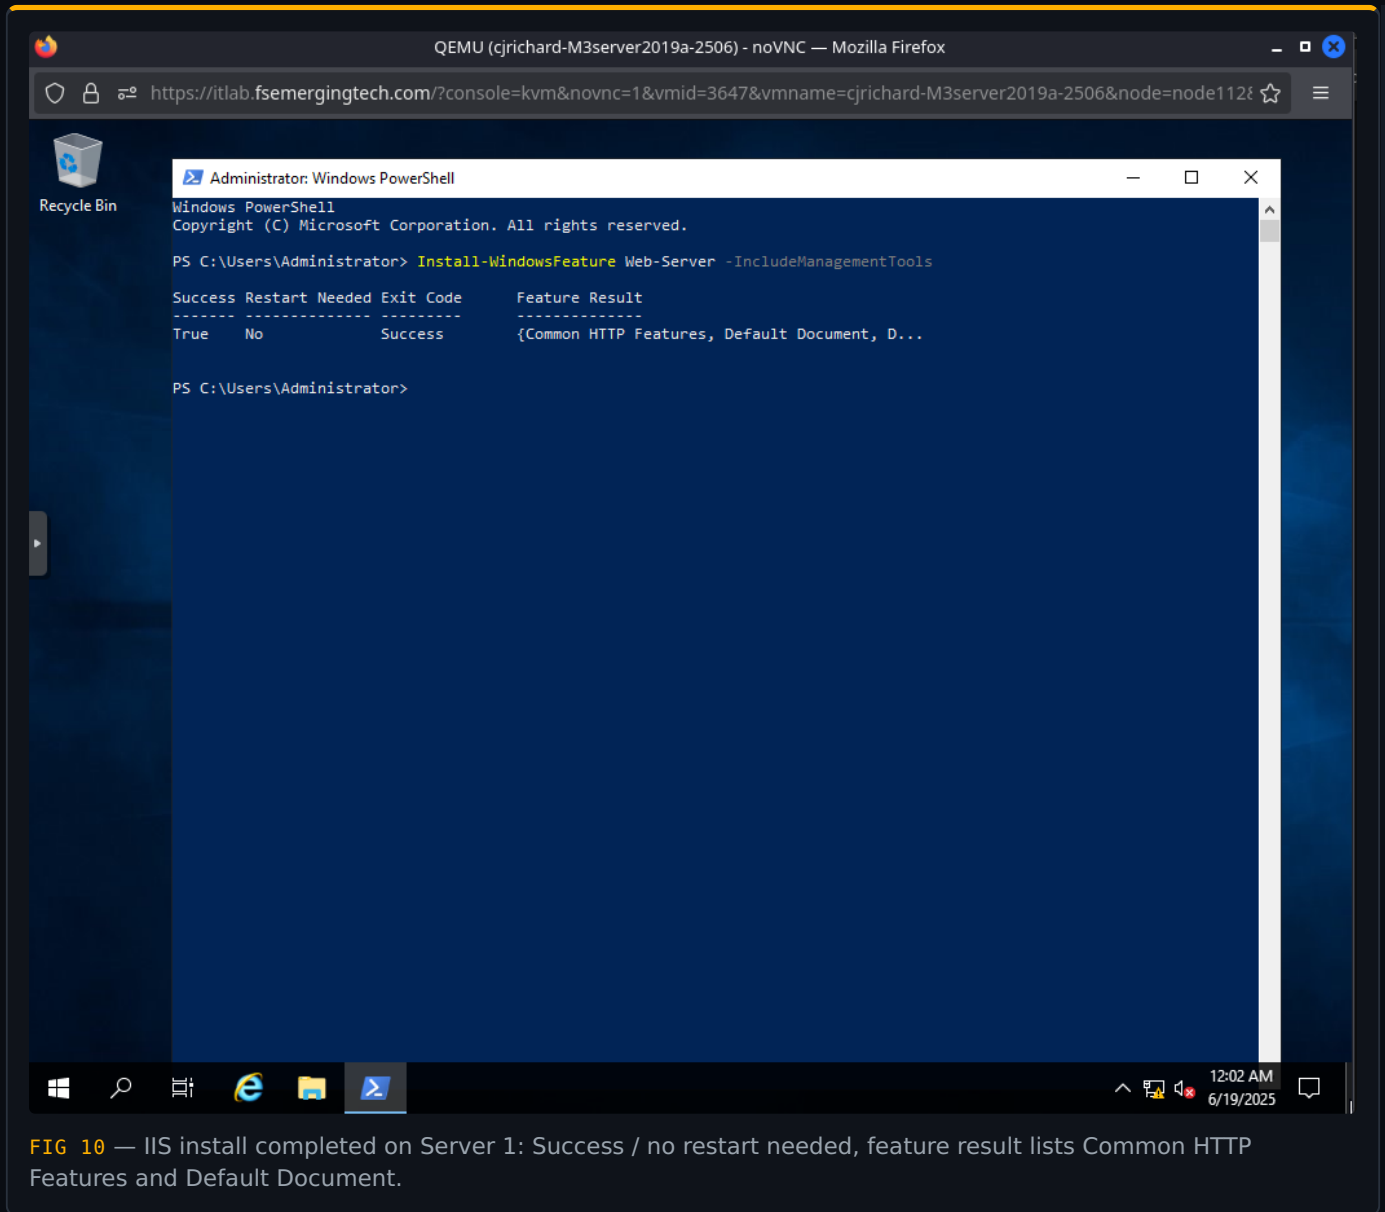 QEMU (cjrichard-M3server2019a-2506) - noVNC — Mozilla Firefox
https://itlab.fsemergingtech.com/?console=kvm&novnc=1&vmid=3647&vmname=cjrichard-M3server2019a-2506&node=node112
Recycle Bin
Administrator: Windows PowerShell
Windows PowerShell
Copyright (C) Microsoft Corporation. All rights reserved.
PS C:\Users\Administrator> Install-WindowsFeature Web-Server -IncludeManagementTools
Success Restart Needed Exit Code      Feature Result
------- -------------- ---------      --------------
True    No             Success        {Common HTTP Features, Default Document, D...
PS C:\Users\Administrator>
12:02 AM
6/19/2025
FIG 10 — IIS install completed on Server 1: Success / no restart needed, feature result lists Common HTTP
Features and Default Document.